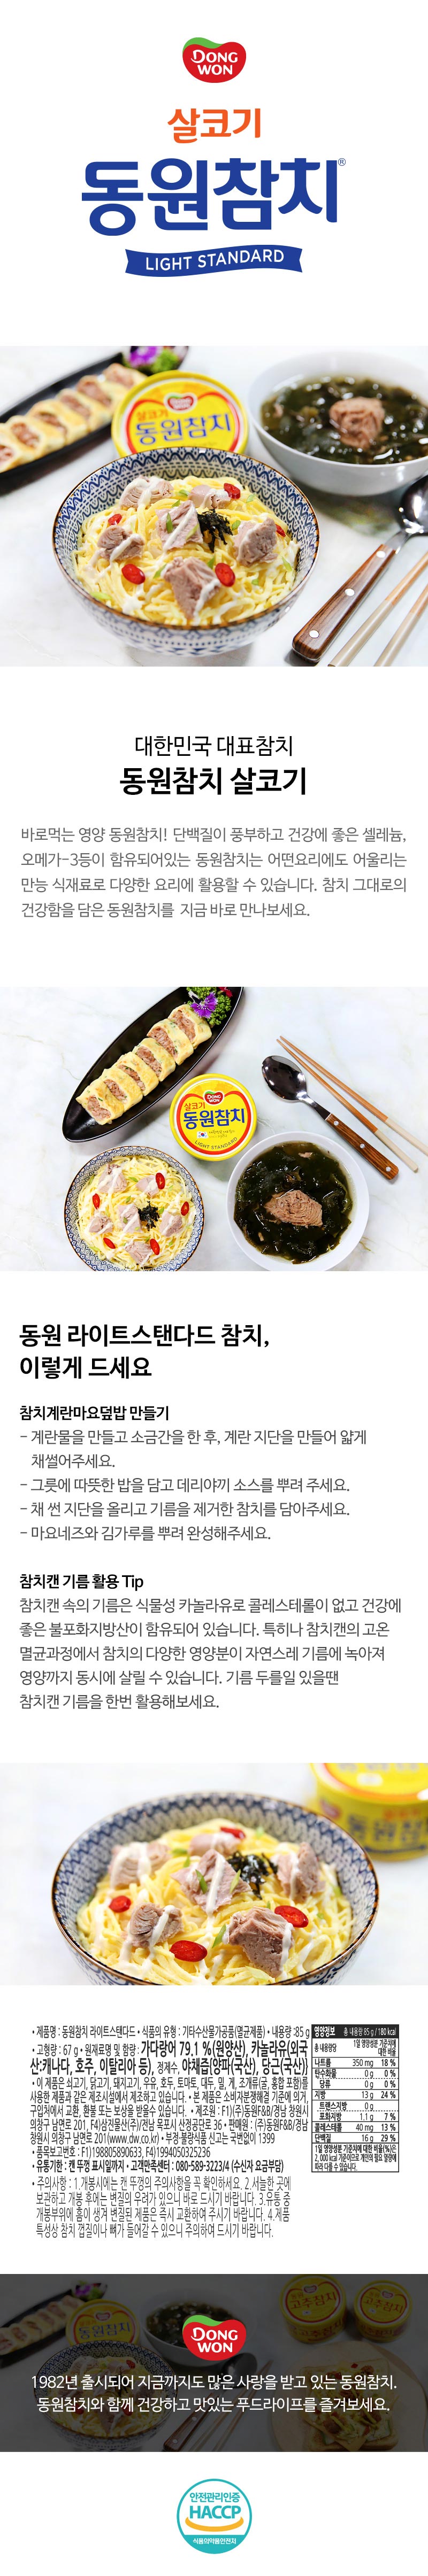 DONG
WON
살코기
동원참치®
LIGHT STANDARD
살코기
동원참치
대한민국 대표참치
동원참치 살코기
바로먹는 영양 동원참치! 단백질이 풍부하고 건강에 좋은 셀레늄,
오메가-3등이 함유되어있는 동원참치는 어떤요리에도 어울리는
만능 식재료로 다양한 요리에 활용할 수 있습니다. 참치 그대로의
건강함을 담은 동원참치를 지금 바로 만나보세요.
DONG
WON
살코기
동원참치
LIGHT STANDARD
동원 라이트스탠다드 참치,
이렇게 드세요
참치계란마요덮밥 만들기
- 계란물을 만들고 소금간을 한 후, 계란 지단을 만들어 얇게
채썰어주세요.
- 그릇에 따뜻한 밥을 담고 데리야끼 소스를 뿌려 주세요.
- 채 썬 지단을 올리고 기름을 제거한 참치를 담아주세요.
- 마요네즈와 김가루를 뿌려 완성해주세요.
참치캔 기름 활용 Tip
참치캔 속의 기름은 식물성 카놀라유로 콜레스테롤이 없고 건강에
좋은 불포화지방산이 함유되어 있습니다. 특히나 참치캔의 고온
멸균과정에서 참치의 다양한 영양분이 자연스레 기름에 녹아져
영양까지 동시에 살릴 수 있습니다. 기름 두를일 있을땐
참치캔 기름을 한번 활용해보세요.
• 제품명 : 동원참치 라이트스탠다드 • 식품의 유형 : 기타수산물가공품(멸균제품) • 내용량 :85 g
• 고형량 : 67 g • 원재료명 및 함량 : 가다랑어 79.1 %(원양산), 카놀라유(외국
산:캐나다, 호주, 이탈리아 등), 정제수, 야채즙(양파(국산), 당근(국산))
• 이 제품은 쇠고기, 닭고기, 돼지고기, 우유, 호두, 토마토, 대두, 밀, 게, 조개류(굴, 홍합 포함)를
사용한 제품과 같은 제조시설에서 제조하고 있습니다. • 본 제품은 소비자분쟁해결 기준에 의거,
구입처에서 교환, 환불 또는 보상을 받을수 있습니다. • 제조원 : F1)(주)동원F&B/경남 창원시
의창구 남면로 201, F4)삼진물산(주)/전남 목포시 산정공단로 36 • 판매원 : (주)동원F&B/경남
창원시 의창구 남면로 201(www.dw.co.kr) • 부정·불량식품 신고는 국번없이 1399
• 품목보고번호 : F1)198805890633, F4)1994050325236
• 유통기한 : 캔 뚜껑 표시일까지 • 고객만족센터 : 080-589-3223/4 (수신자 요금부담)
• 주의사항 : 1.개봉시에는 캔 뚜껑의 주의사항을 꼭 확인하세요. 2.서늘한 곳에
보관하고 개봉 후에는 변질의 우려가 있으니 바로 드시기 바랍니다. 3.유통 중
개봉부위에 흠이 생겨 변질된 제품은 즉시 교환하여 주시기 바랍니다. 4.제품
특성상 참치 껍질이나 뼈가 들어갈 수 있으니 주의하여 드시기 바랍니다.
영양정보 총 내용량 85 g / 180 kcal
총 내용량당 1일 영양성분 기준치에 대한 비율
나트륨 350 mg 18 %
탄수화물 0 g 0 %
당류 0 g 0 %
지방 13 g 24 %
트랜스지방 0 g
포화지방 1.1 g 7 %
콜레스테롤 40 mg 13 %
단백질 16 g 29 %
1일 영양성분 기준치에 대한 비율(%)은
2,000 kcal 기준이므로 개인의 필요 열량에
따라 다를 수 있습니다.
DONG
WON
1982년 출시되어 지금까지도 많은 사랑을 받고 있는 동원참치.
동원참치와 함께 건강하고 맛있는 푸드라이프를 즐겨보세요.
안전관리인증
HACCP
식품의약품안전처